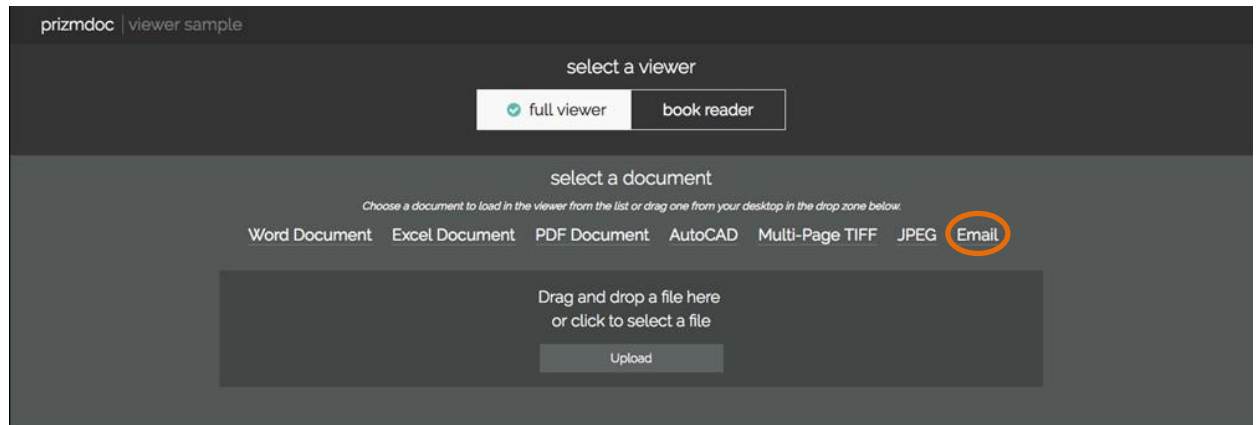 prizmdoc viewer sample
select a viewer
full viewer book reader
select a document
Choose a document to load in the viewer from the list or drag one from your desktop in the drop zone below.
Word Document Excel Document PDF Document AutoCAD Multi-Page TIFF JPEG Email
Drag and drop a file here
or click to select a file
Upload